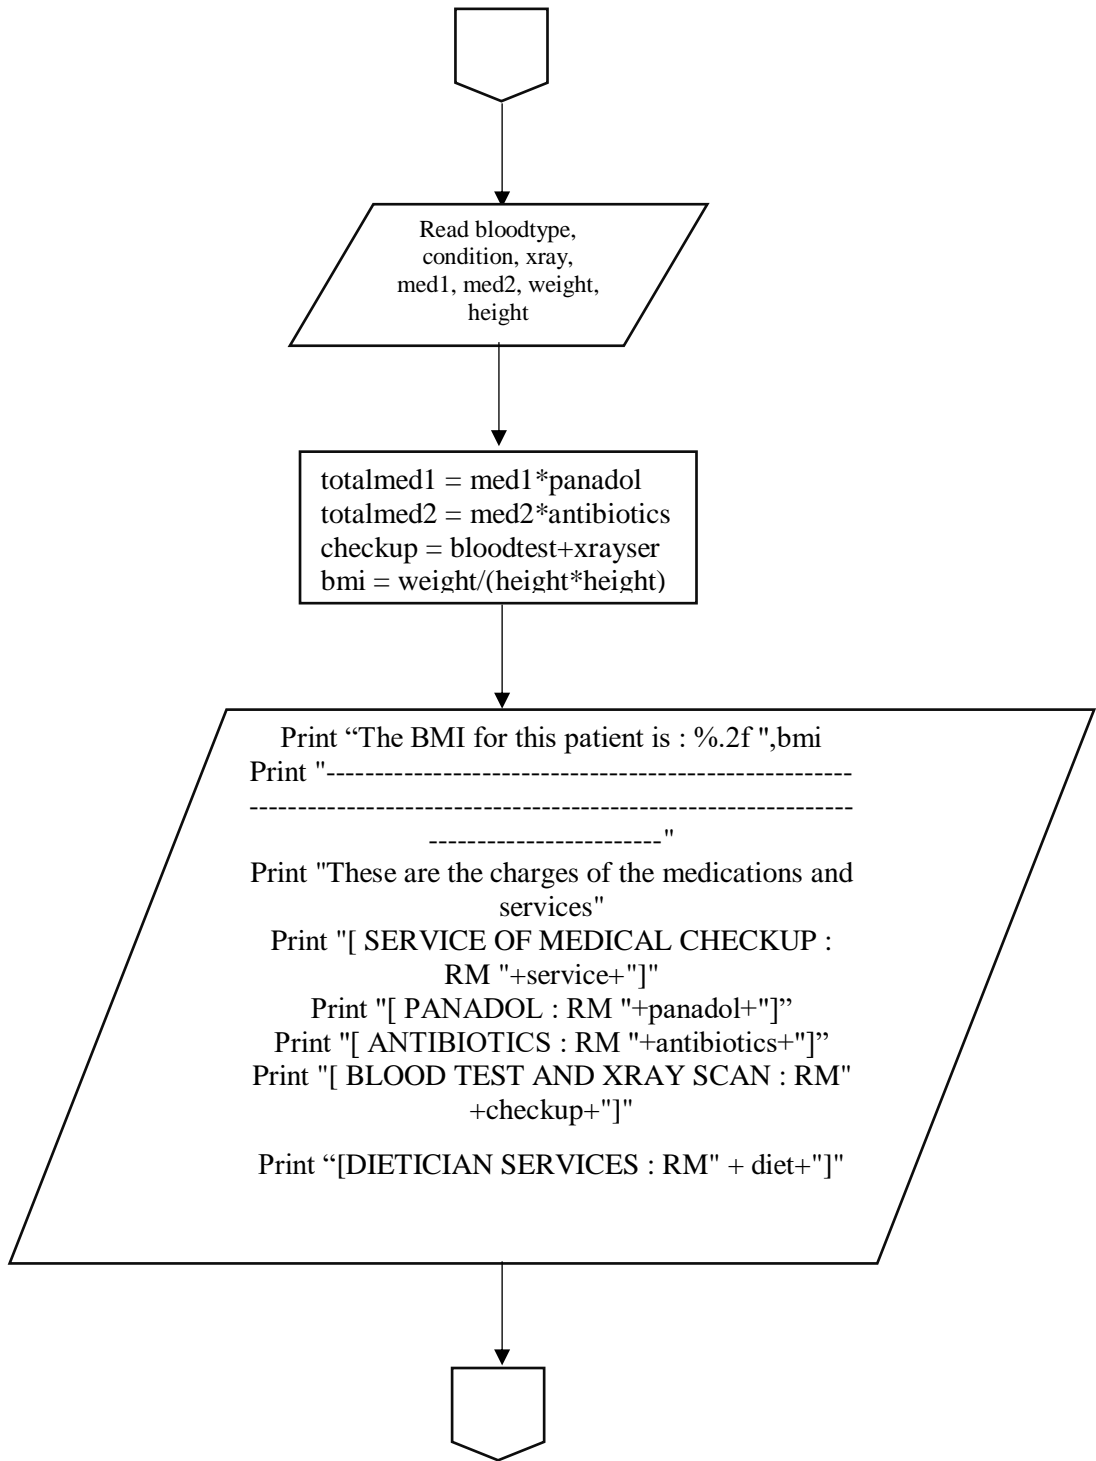 Read bloodtype,
condition, xray,
med1, med2, weight,
height
totalmed1 = med1*panadol
totalmed2 = med2*antibiotics
checkup = bloodtest+xrayser
bmi = weight/(height*height)
Print “The BMI for this patient is : %.2f ",bmi
Print "------------------------------------------------------
--------------------------------------------------------------
------------------------"
Print "These are the charges of the medications and
services"
Print "[ SERVICE OF MEDICAL CHECKUP :
RM "+service+"]"
Print "[ PANADOL : RM "+panadol+"]”
Print "[ ANTIBIOTICS : RM "+antibiotics+"]”
Print "[ BLOOD TEST AND XRAY SCAN : RM"
+checkup+"]"
Print “[DIETICIAN SERVICES : RM" + diet+"]"